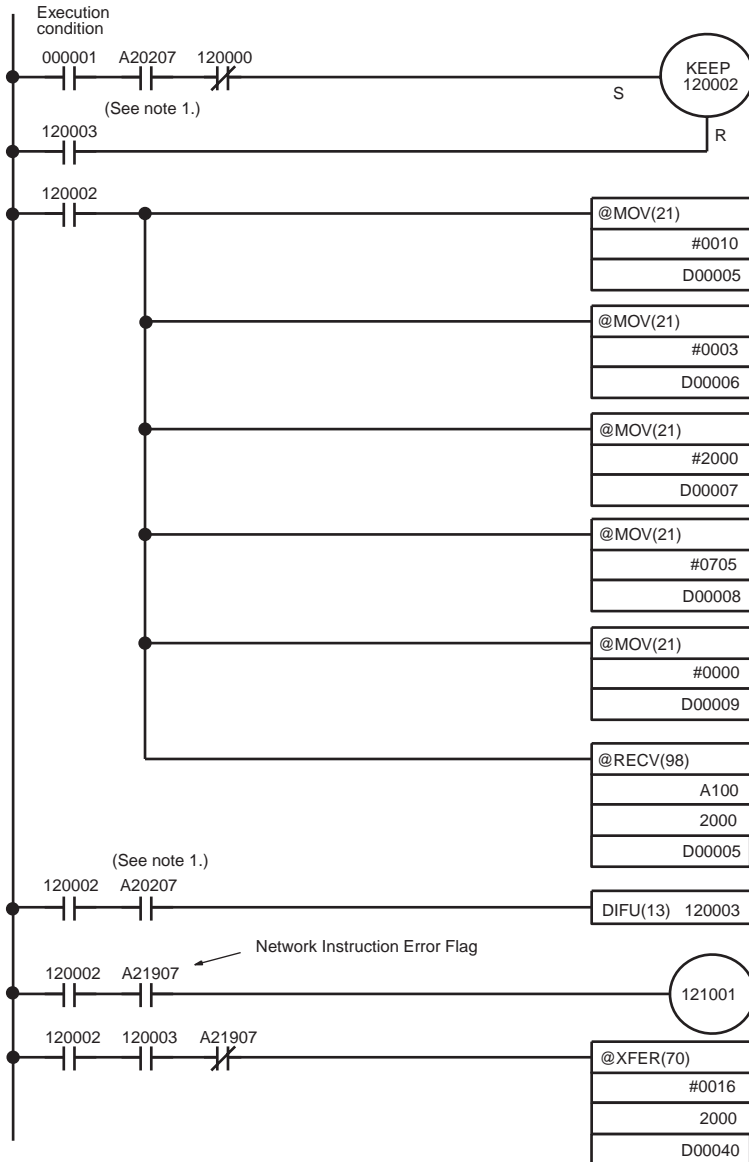 Execution
condition
000001 A20207 120000
KEEP
120002
S
(See note 1.)
R
120003
120002
@MOV(21)
#0010
D00005
@MOV(21)
#0003
D00006
@MOV(21)
#2000
D00007
@MOV(21)
#0705
D00008
@MOV(21)
#0000
D00009
@RECV(98)
A100
2000
D00005
(See note 1.)
120002 A20207
DIFU(13) 120003
Network Instruction Error Flag
120002 A21907
121001
120002 120003 A21907
@XFER(70)
#0016
2000
D00040